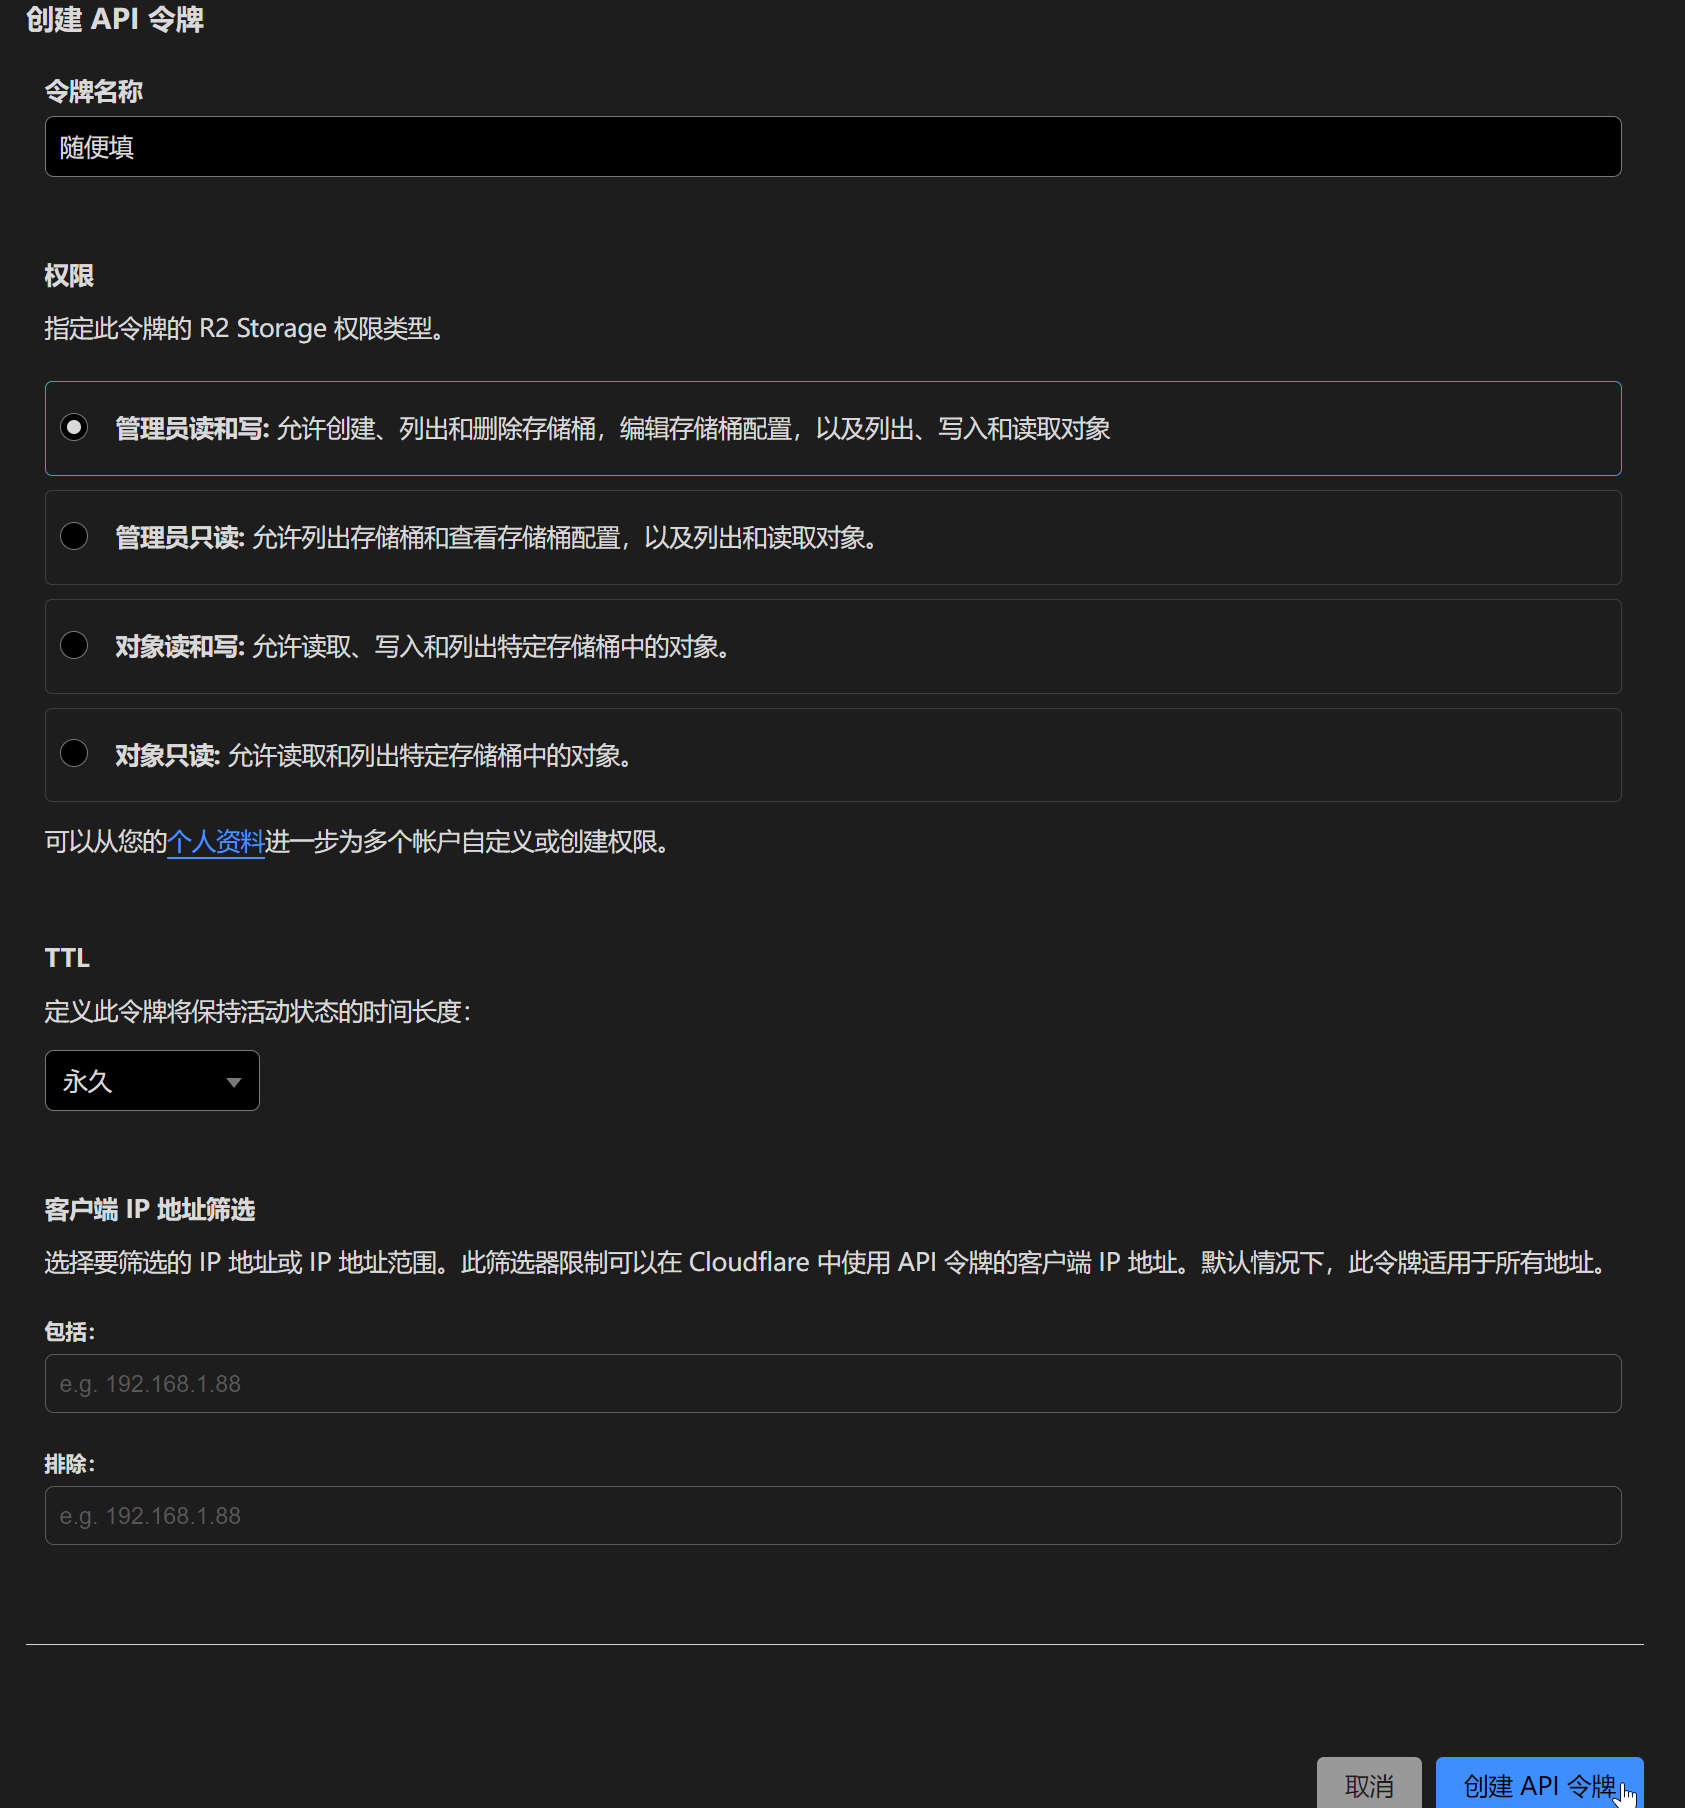 创建 API 令牌
令牌名称
随便填
权限
指定此令牌的 R2 Storage 权限类型。
管理员读和写: 允许创建、列出和删除存储桶，编辑存储桶配置，以及列出、写入和读取对象
管理员只读: 允许列出存储桶和查看存储桶配置，以及列出和读取对象。
对象读和写: 允许读取、写入和列出特定存储桶中的对象。
对象只读: 允许读取和列出特定存储桶中的对象。
可以从您的个人资料进一步为多个帐户自定义或创建权限。
TTL
定义此令牌将保持活动状态的时间长度：
永久
客户端 IP 地址筛选
选择要筛选的 IP 地址或 IP 地址范围。此筛选器限制可以在 Cloudflare 中使用 API 令牌的客户端 IP 地址。默认情况下，此令牌适用于所有地址。
包括：
e.g. 192.168.1.88
排除：
e.g. 192.168.1.88
取消
创建 API 令牌